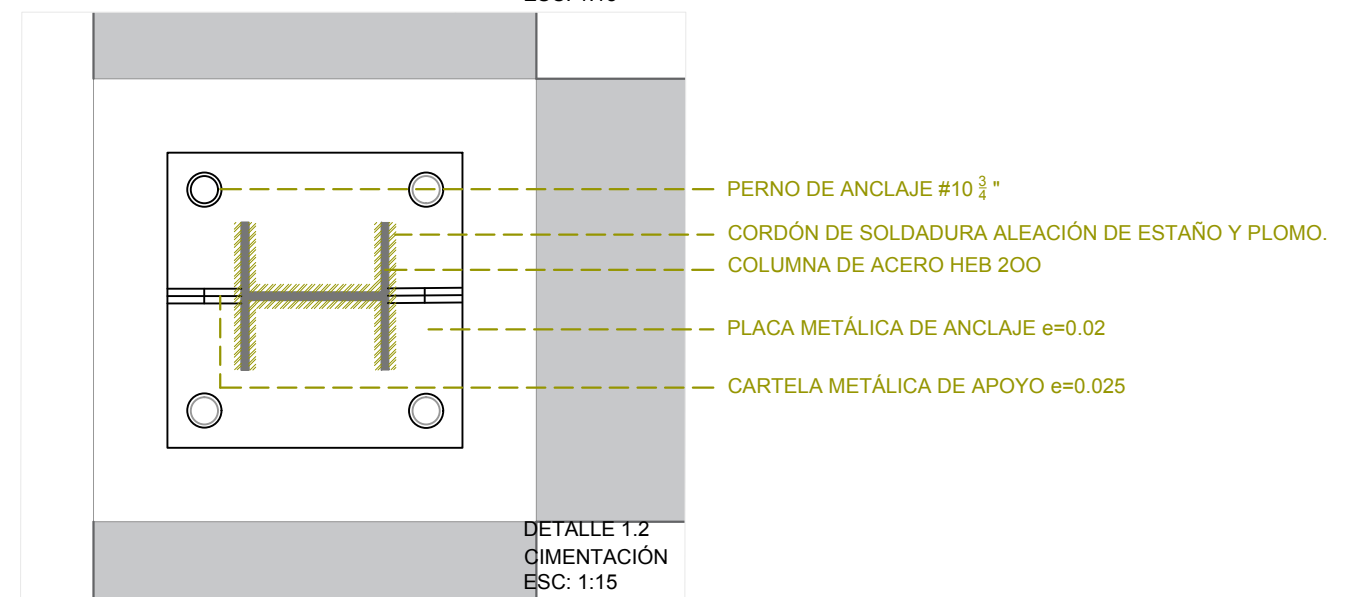 PERNO DE ANCLAJE #10 3/4 "
CORDÓN DE SOLDADURA ALEACIÓN DE ESTAÑO Y PLOMO.
COLUMNA DE ACERO HEB 2OO
PLACA METÁLICA DE ANCLAJE e=0.02
CARTELA METÁLICA DE APOYO e=0.025
DETALLE 1.2
CIMENTACIÓN
ESC: 1:15